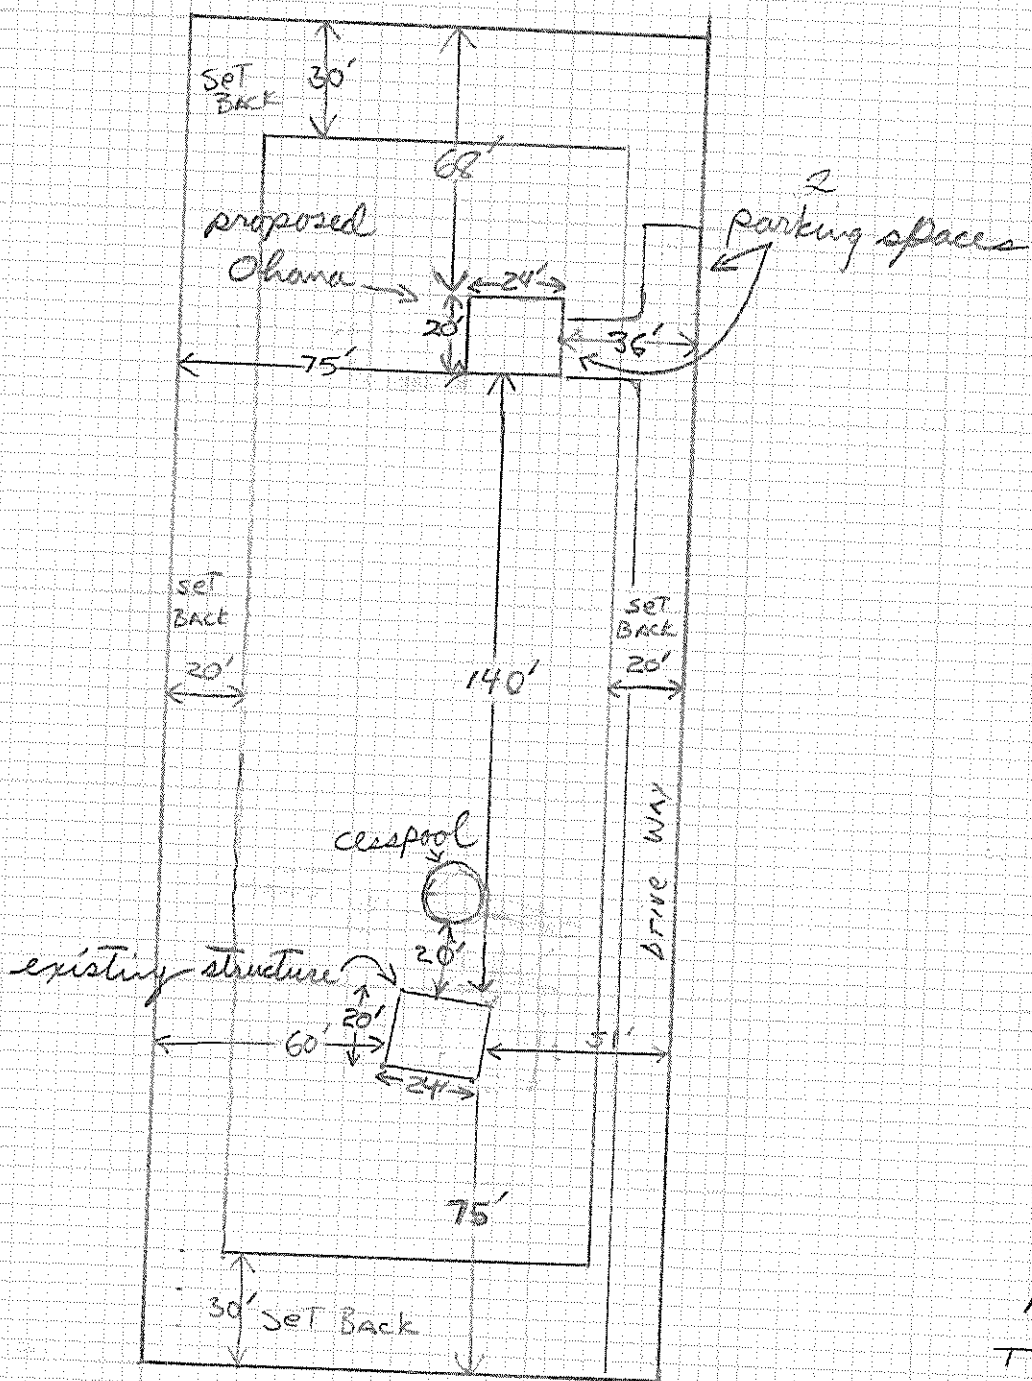 SeT
BACK
30'
68'
2
parking spaces
proposed
Ohana
24'
20'
36'
75'
SeT
BACK
20'
SeT
BACK
20'
140'
DrIve WAY
cesspool
20'
existing structure
20'
60'
51'
24'
75'
30' SeT BACK